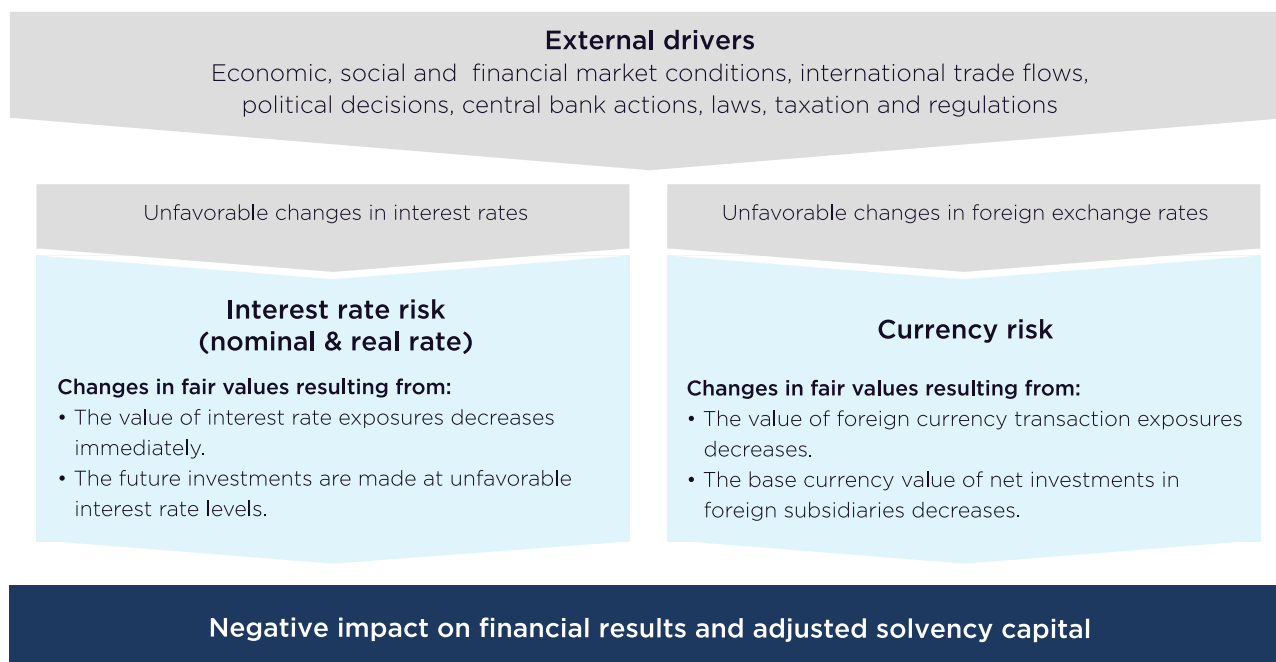 External drivers
Economic, social and financial market conditions, international trade flows,
political decisions, central bank actions, laws, taxation and regulations
Unfavorable changes in interest rates
Interest rate risk
(nominal & real rate)
Changes in fair values resulting from:
• The value of interest rate exposures decreases
immediately.
• The future investments are made at unfavorable
interest rate levels.
Unfavorable changes in foreign exchange rates
Currency risk
Changes in fair values resulting from:
• The value of foreign currency transaction exposures
decreases.
• The base currency value of net investments in
foreign subsidiaries decreases.
Negative impact on financial results and adjusted solvency capital